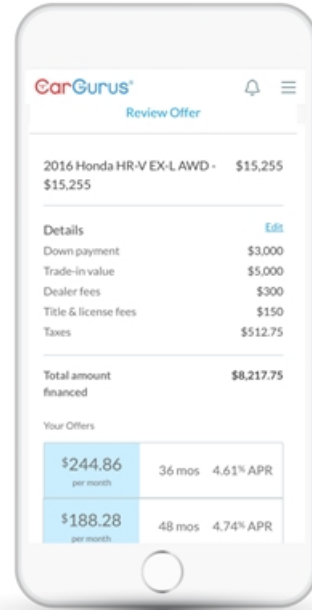 CarGurus®
Review Offer
2016 Honda HR-V EX-L AWD - $15,255
$15,255
Details Edit
Down payment $3,000
Trade-in value $5,000
Dealer fees $300
Title & license fees $150
Taxes $512.75
Total amount $8,217.75
financed
Your Offers
$244.86 36 mos 4.61% APR
per month
$188.28 48 mos 4.74% APR
per month